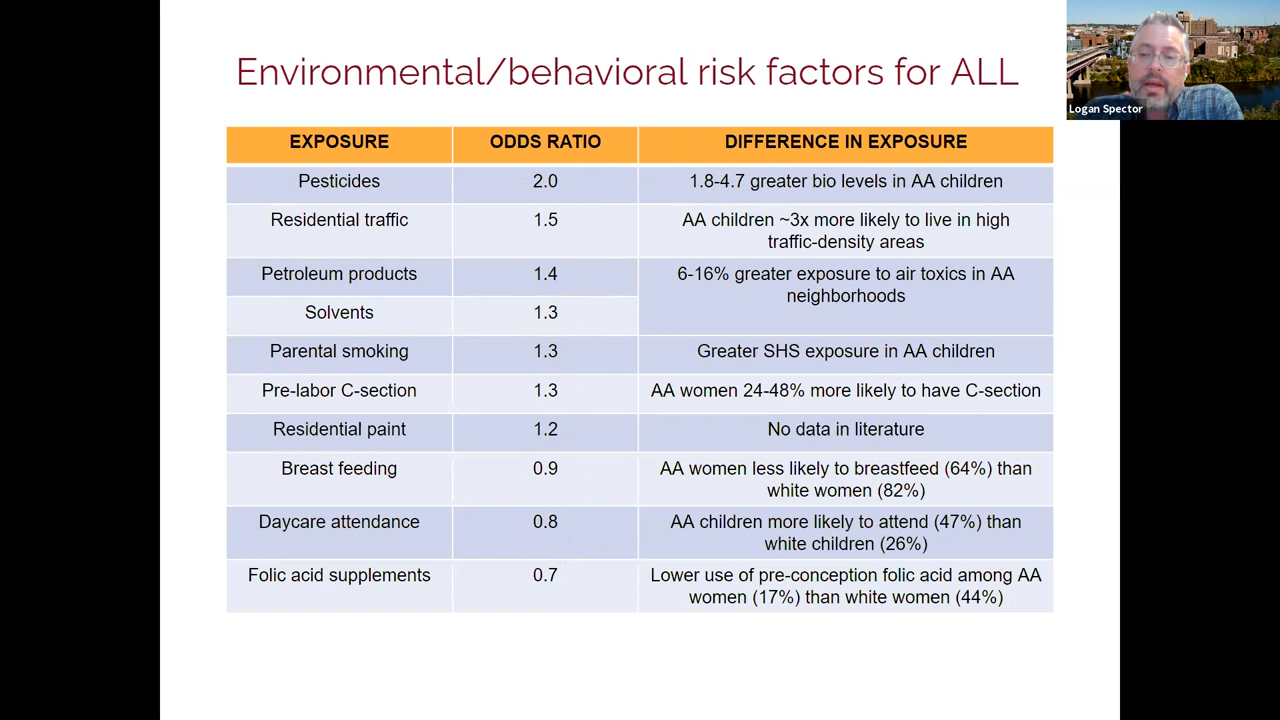 Environmental/behavioral risk factors for ALL
Logan Spector
EXPOSURE ODDS RATIO DIFFERENCE IN EXPOSURE
Pesticides 2.0 1.8-4.7 greater bio levels in AA children
Residential traffic 1.5 AA children ~3x more likely to live in high
traffic-density areas
Petroleum products 1.4 6-16% greater exposure to air toxics in AA
neighborhoods
Solvents 1.3
Parental smoking 1.3 Greater SHS exposure in AA children
Pre-labor C-section 1.3 AA women 24-48% more likely to have C-section
Residential paint 1.2 No data in literature
Breast feeding 0.9 AA women less likely to breastfeed (64%) than
white women (82%)
Daycare attendance 0.8 AA children more likely to attend (47%) than
white children (26%)
Folic acid supplements 0.7 Lower use of pre-conception folic acid among AA
women (17%) than white women (44%)